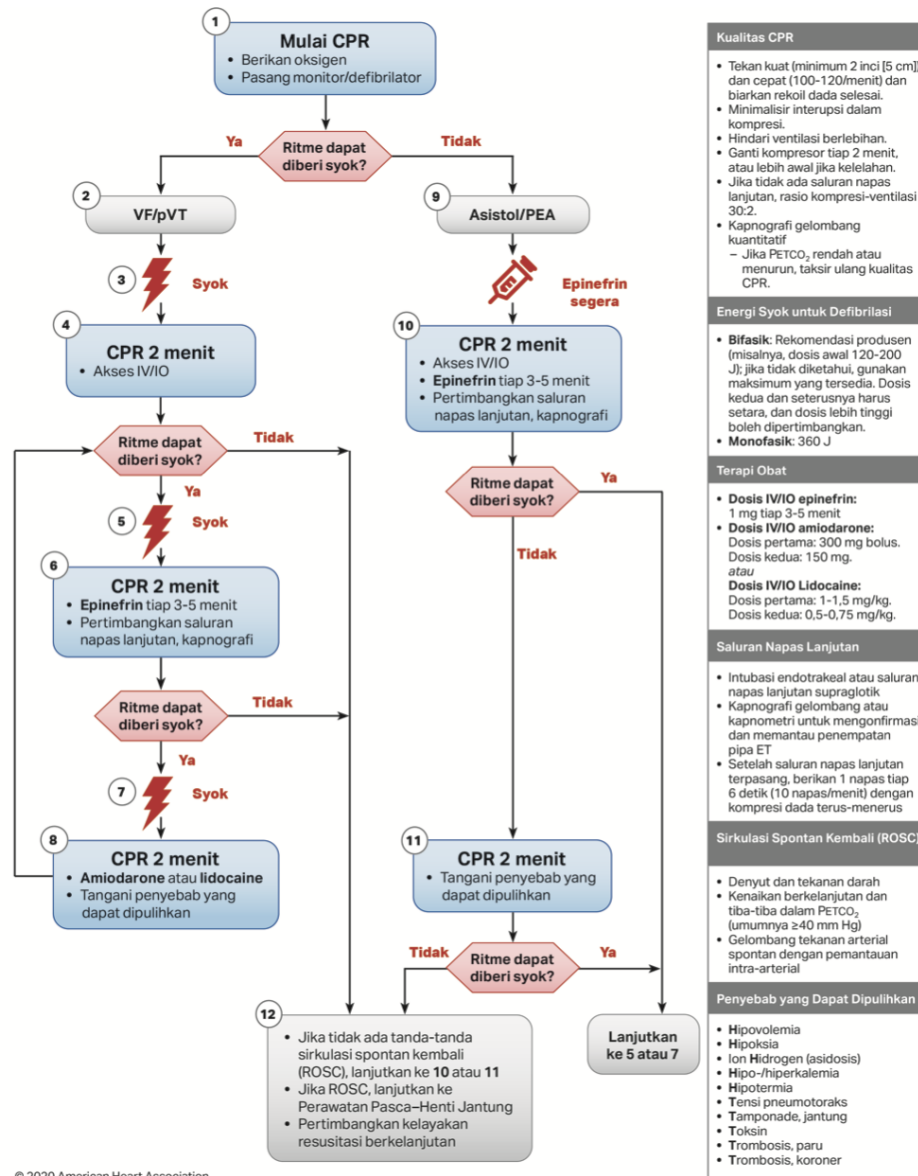 1
Mulai CPR
• Berikan oksigen
• Pasang monitor/defibrilator
Ya
Ritme dapat
diberi syok?
Tidak
2
VF/pVT
3
Syok
4
CPR 2 menit
• Akses IV/IO
Ritme dapat
diberi syok?
Tidak
Ya
5
Syok
6
CPR 2 menit
• Epinefrin tiap 3-5 menit
• Pertimbangkan saluran
napas lanjutan, kapnografi
Ritme dapat
diberi syok?
Tidak
Ya
7
Syok
8
CPR 2 menit
• Amiodarone atau lidocaine
• Tangani penyebab yang
dapat dipulihkan
9
Asistol/PEA
Epinefrin
segera
10
CPR 2 menit
• Akses IV/IO
• Epinefrin tiap 3-5 menit
• Pertimbangkan saluran
napas lanjutan, kapnografi
Ritme dapat
diberi syok?
Ya
Tidak
11
CPR 2 menit
• Tangani penyebab yang
dapat dipulihkan
Tidak
Ritme dapat
diberi syok?
Ya
12
• Jika tidak ada tanda-tanda
sirkulasi spontan kembali
(ROSC), lanjutkan ke 10 atau 11
• Jika ROSC, lanjutkan ke
Perawatan Pasca–Henti Jantung
• Pertimbangkan kelayakan
resusitasi berkelanjutan
Lanjutkan
ke 5 atau 7
Kualitas CPR
• Tekan kuat (minimum 2 inci [5 cm])
dan cepat (100-120/menit) dan
biarkan rekoil dada selesai.
• Minimalisir interupsi dalam
kompresi.
• Hindari ventilasi berlebihan.
• Ganti kompresor tiap 2 menit,
atau lebih awal jika kelelahan.
• Jika tidak ada saluran napas
lanjutan, rasio kompresi-ventilasi
30:2.
• Kapnografi gelombang
kuantitatif
– Jika PETCO₂ rendah atau
menurun, taksir ulang kualitas
CPR.
Energi Syok untuk Defibrilasi
• Bifasik: Rekomendasi produsen
(misalnya, dosis awal 120-200
J); jika tidak diketahui, gunakan
maksimum yang tersedia. Dosis
kedua dan seterusnya harus
setara, dan dosis lebih tinggi
boleh dipertimbangkan.
• Monofasik: 360 J
Terapi Obat
• Dosis IV/IO epinefrin:
1 mg tiap 3-5 menit
• Dosis IV/IO amiodarone:
Dosis pertama: 300 mg bolus.
Dosis kedua: 150 mg.
atau
Dosis IV/IO Lidocaine:
Dosis pertama: 1-1,5 mg/kg.
Dosis kedua: 0,5-0,75 mg/kg.
Saluran Napas Lanjutan
• Intubasi endotrakeal atau saluran
napas lanjutan supraglotik
• Kapnografi gelombang atau
kapnometri untuk mengonfirmasi
dan memantau penempatan
pipa ET
• Setelah saluran napas lanjutan
terpasang, berikan 1 napas tiap
6 detik (10 napas/menit) dengan
kompresi dada terus-menerus
Sirkulasi Spontan Kembali (ROSC)
• Denyut dan tekanan darah
• Kenaikan berkelanjutan dan
tiba-tiba dalam PETCO₂
(umumnya ≥40 mm Hg)
• Gelombang tekanan arterial
spontan dengan pemantauan
intra-arterial
Penyebab yang Dapat Dipulihkan
• Hipovolemia
• Hipoksia
• Ion Hidrogen (asidosis)
• Hipo-/hiperkalemia
• Hipotermia
• Tensi pneumotoraks
• Tamponade, jantung
• Toksin
• Trombosis, paru
• Trombosis, koroner
© 2020 American Heart Association